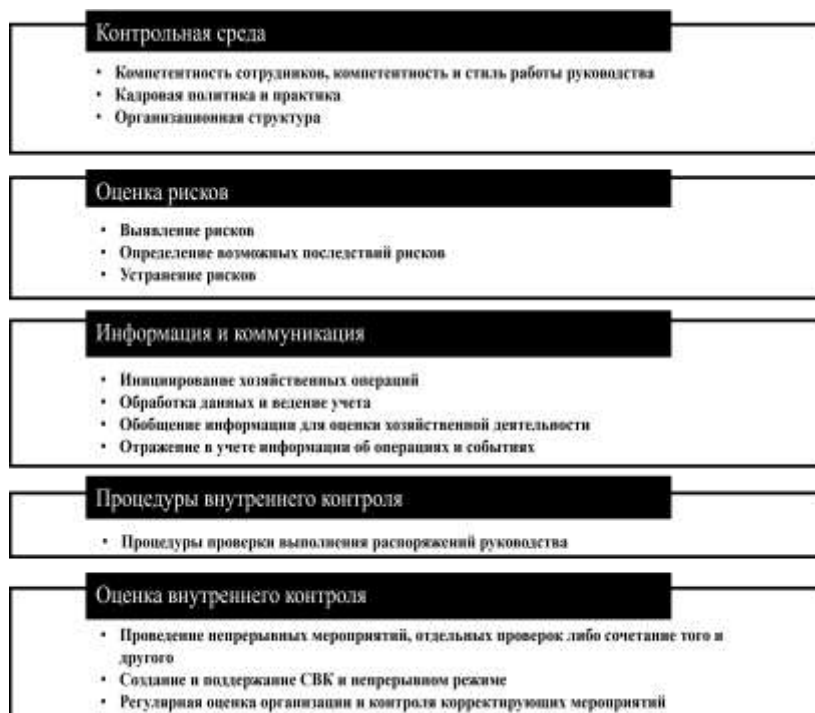 Контрольная среда
• Компетентность сотрудников, компетентность и стиль работы руководства
• Кадровая политика и практика
• Организационная структура
Оценка рисков
• Выявление рисков
• Определение возможных последствий рисков
• Устранение рисков
Информация и коммуникация
• Инициирование хозяйственных операций
• Обработка данных и ведение учета
• Обобщение информации для оценки хозяйственной деятельности
• Отражение в учете информации об операциях и событиях
Процедуры внутреннего контроля
• Процедуры проверки выполнения распоряжений руководства
Оценка внутреннего контроля
• Проведение непрерывных мероприятий, отдельных проверок либо сочетание того и
другого
• Создание и поддержание СВК и непрерывном режиме
• Регулярная оценка организации и контроля корректирующих мероприятий